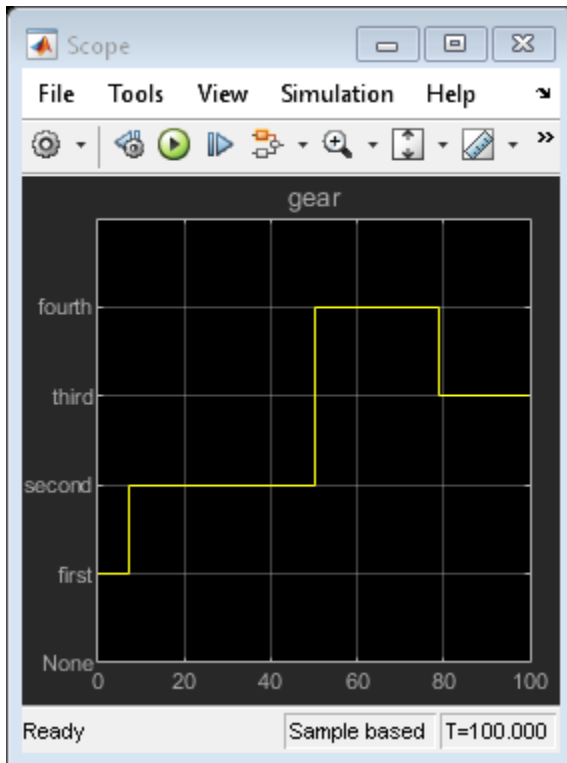 Scope
File Tools View Simulation Help
gear
fourth
third
second
first
None
0 20 40 60 80 100
Ready Sample based T=100.000